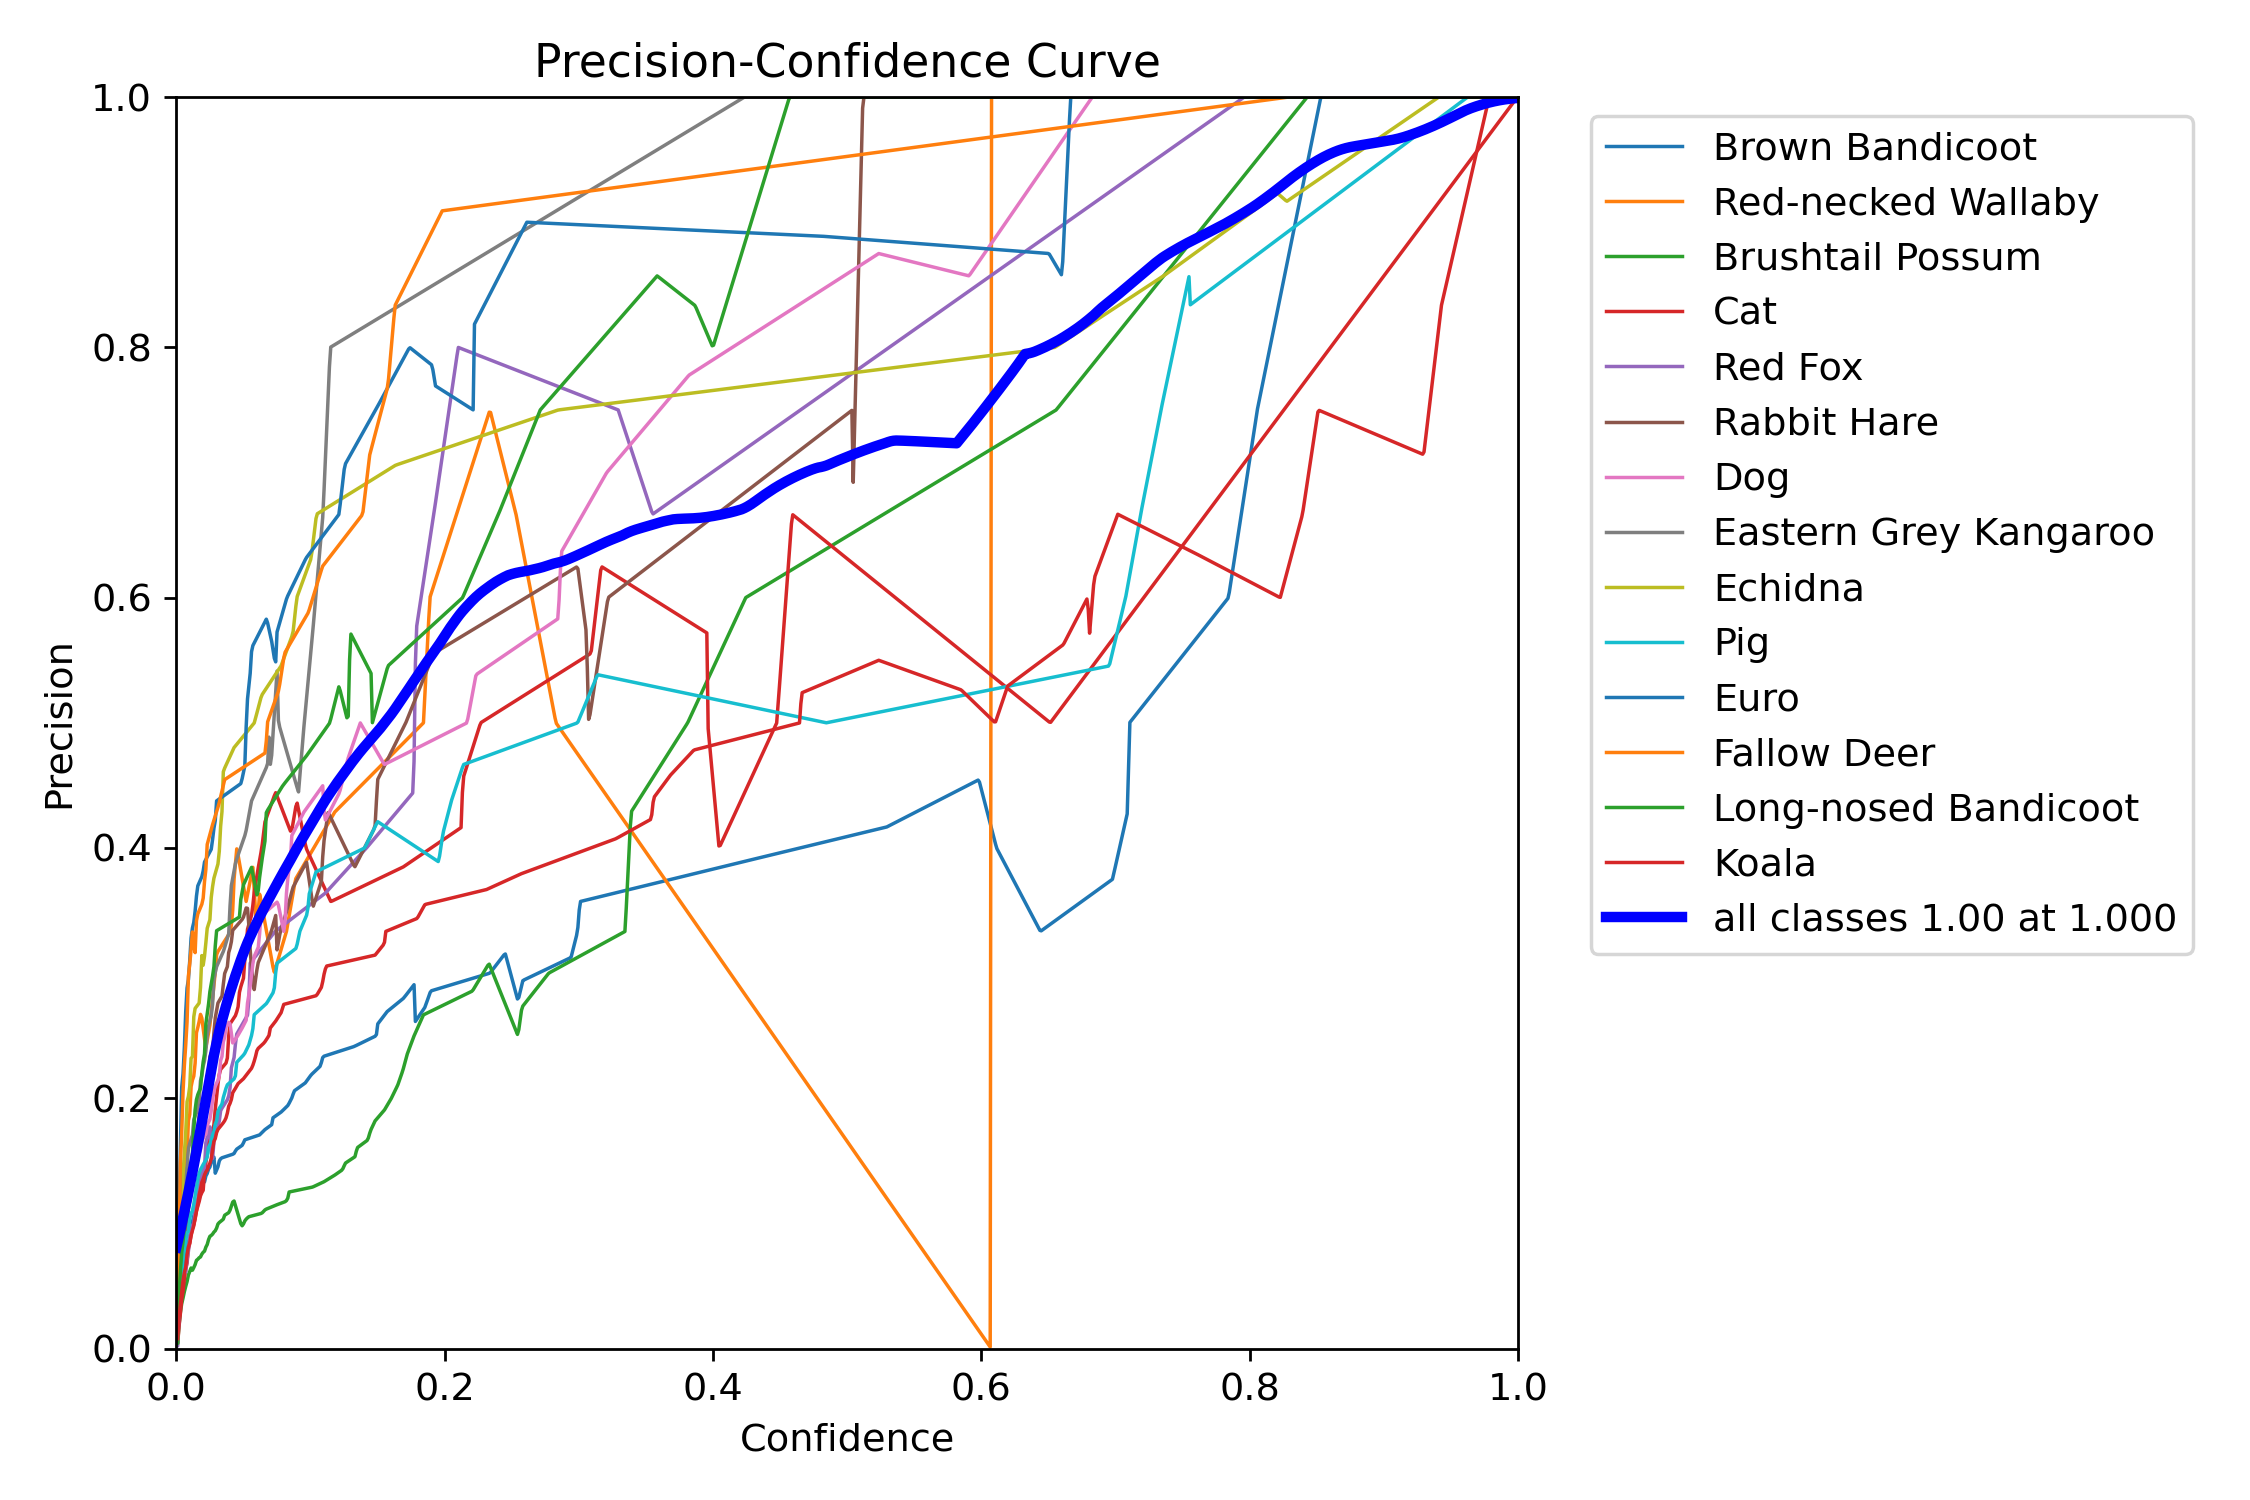 Precision-Confidence Curve
1.0
0.8
0.6
0.4
0.2
0.0
Precision
0.0 0.2 0.4 0.6 0.8 1.0
Confidence
Brown Bandicoot
Red-necked Wallaby
Brushtail Possum
Cat
Red Fox
Rabbit Hare
Dog
Eastern Grey Kangaroo
Echidna
Pig
Euro
Fallow Deer
Long-nosed Bandicoot
Koala
all classes 1.00 at 1.000